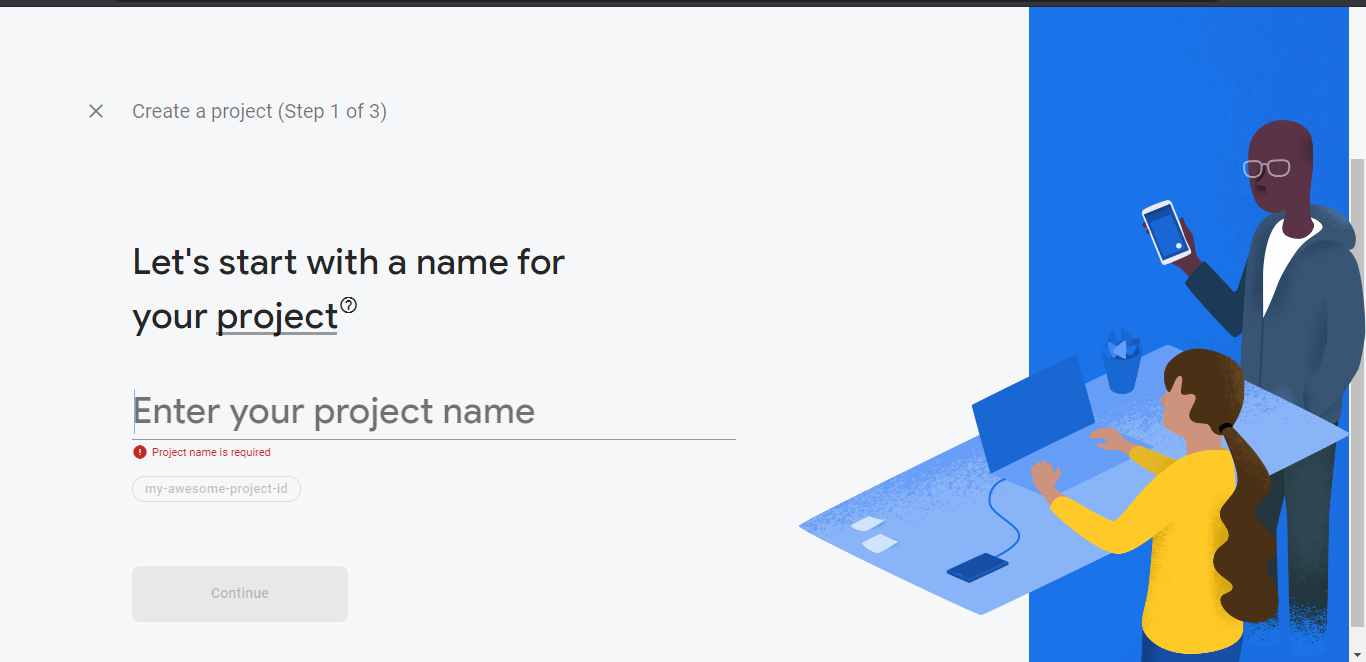 Create a project (Step 1 of 3)
Let's start with a name for
your project
Enter your project name
Project name is required
my-awesome-project-id
Continue